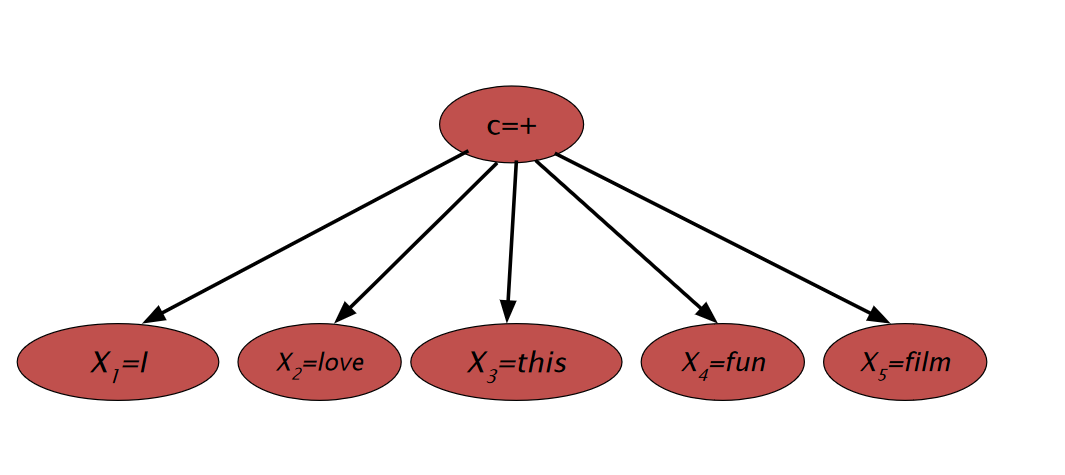 c=+
X₁=I
X₂=love
X₃=this
X₄=fun
X₅=film